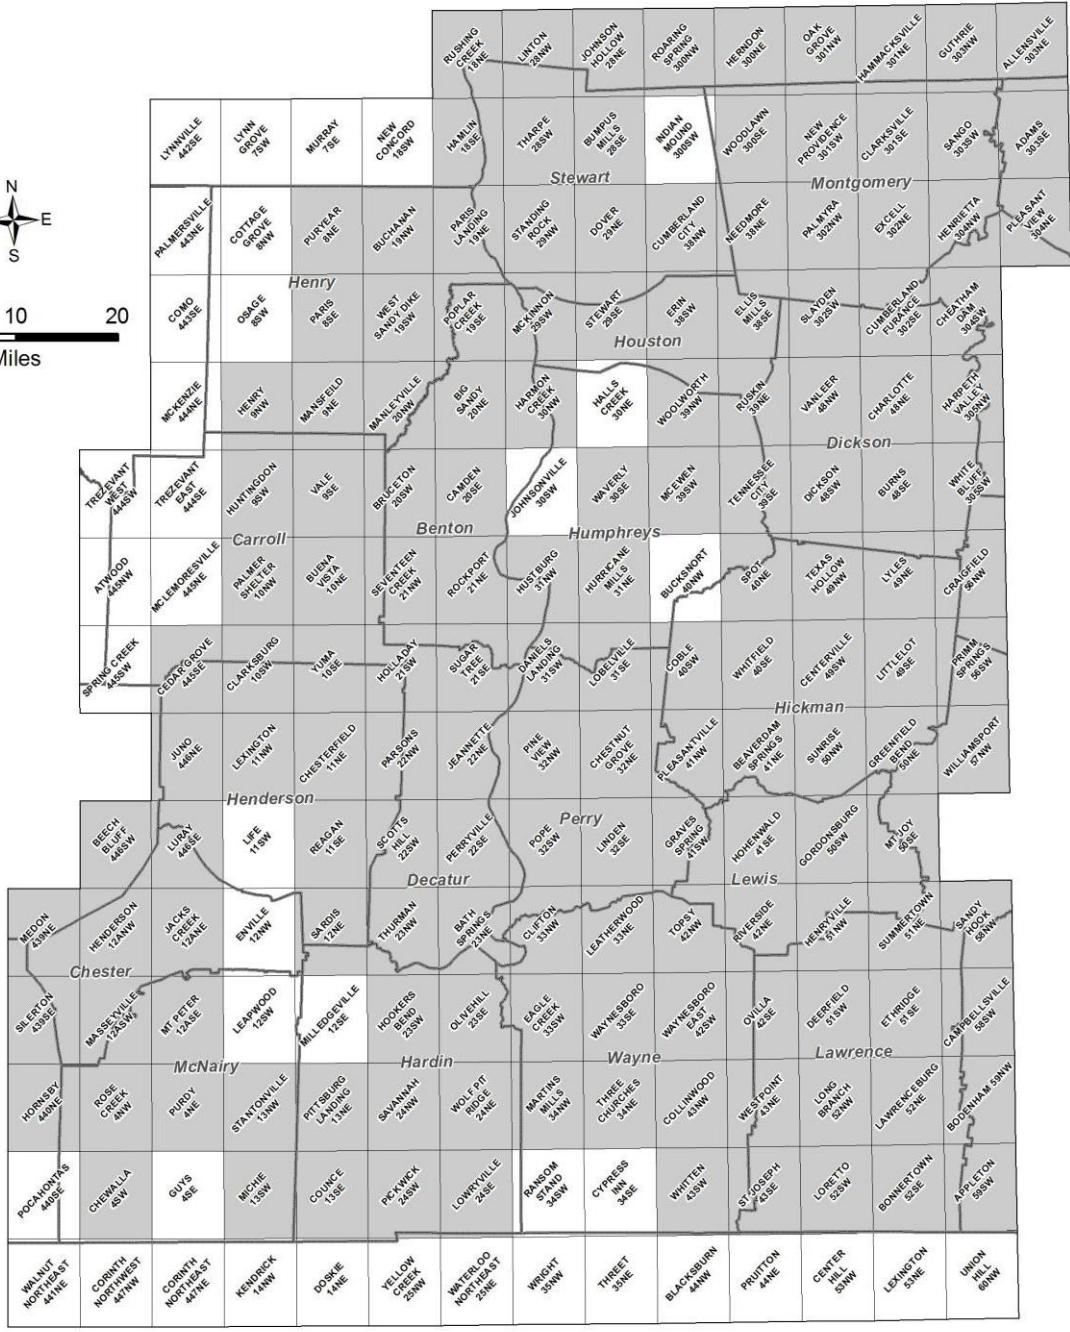 RUSHING
CREEK
18NE
LINTON
28NW
JOHNSON
HOLLOW
28NE
ROARING
SPRING
300NW
HERNDON
300NE
OAK
GROVE
301NW
HAMMACKSVILLE
301NE
GUTHRIE
303NW
ALLENSVILLE
303NE
LYNNVILLE
442SE
LYNN
GROVE
7SW
MURRAY
7SE
NEW
CONCORD
18SW
HAMLIN
18SE
THARPE
28SW
BUMPUS
MILLS
28SE
INDIAN
MOUND
300SW
WOODLAWN
300SE
NEW
PROVIDENCE
301SW
CLARKSVILLE
301SE
SANGO
303SW
ADAMS
303SE
Stewart
Montgomery
N
E
S
PALMERSVILLE
443NE
COTTAGE
GROVE
8NW
PURYEAR
8NE
BUCHANAN
19NW
PARIS
LANDING
19NE
STANDING
ROCK
29NW
DOVER
29NE
CUMBERLAND
CITY
38NW
NEEDMORE
38NE
PALMYRA
302NW
EXCELL
302NE
HENRIETTA
304NW
PLEASANT
VIEW
304NE
Henry
10 20
Miles
COMO
443SE
OSAGE
8SW
PARIS
8SE
WEST
SANDY DIKE
19SW
POPLAR
CREEK
19SE
MCKINNON
29SW
STEWART
29SE
ERIN
38SW
ELLIS
MILLS
38SE
SLAYDEN
302SW
CUMBERLAND
FURANCE
302SE
CHEATHAM
DAM
304SW
Houston
MCKENZIE
444NE
HENRY
9NW
MANSFEILD
9NE
MANLEYVILLE
20NW
BIG
SANDY
20NE
HARMON
CREEK
30NW
HALLS
CREEK
30NE
WOOLWORTH
39NW
RUSKIN
39NE
VANLEER
48NW
CHARLOTTE
48NE
HARPETH
VALLEY
305NW
Dickson
TREZEVANT
WEST
444SW
TREZEVANT
EAST
444SE
HUNTINGDON
9SW
VALE
9SE
BRUCETON
20SW
CAMDEN
20SE
JOHNSONVILLE
30SW
WAVERLY
30SE
MCEWEN
39SW
TENNESSEE
CITY
39SE
DICKSON
48SW
BURNS
48SE
WHITE
BLUFF
305SW
Carroll
Benton
Humphreys
ATWOOD
445NW
MCLEMORESVILLE
445NE
PALMER
SHELTER
10NW
BUENA
VISTA
10NE
SEVENTEEN
CREEK
21NW
ROCKPORT
21NE
HUSTBURG
31NW
HURRICANE
MILLS
31NE
BUCKSNORT
40NW
SPOT
40NE
TEXAS
HOLLOW
49NW
LYLES
49NE
CRAIGFIELD
56NW
SPRING CREEK
445SW
CEDAR GROVE
445SE
CLARKSBURG
10SW
YUMA
10SE
HOLLADAY
21SW
SUGAR
TREE
21SE
DANIELS
LANDING
31SW
LOBELVILLE
31SE
COBLE
40SW
WHITFIELD
40SE
CENTERVILLE
49SW
LITTLELOT
49SE
PRIMM
SPRINGS
56SW
Hickman
JUNO
446NE
LEXINGTON
11NW
CHESTERFIELD
11NE
PARSONS
22NW
JEANNETTE
22NE
PINE
VIEW
32NW
CHESTNUT
GROVE
32NE
PLEASANTVILLE
41NW
BEAVERDAM
SPRINGS
41NE
SUNRISE
50NW
GREENFIELD
BEND
50NE
WILLIAMSPORT
57NW
Henderson
Perry
BEECH
BLUFF
446SW
LURAY
446SE
LIFE
11SW
REAGAN
11SE
SCOTTS
HILL
22SW
PERRYVILLE
22SE
POPE
32SW
LINDEN
32SE
GRAVES
SPRING
41SW
HOHENWALD
41SE
GORDONSBURG
50SW
MT JOY
50SE
Decatur
Lewis
MEDON
439NE
HENDERSON
12ANW
JACKS
CREEK
12ANE
ENVILLE
12NW
SARDIS
12NE
THURMAN
23NW
BATH
SPRINGS
23NE
CLIFTON
33NW
LEATHERWOOD
33NE
TOPSY
42NW
RIVERSIDE
42NE
HENRYVILLE
51NW
SUMMERTOWN
51NE
SANDY
HOOK
58NW
Chester
SILERTON
439SE
MASSEYVILLE
12ASW
MT PETER
12ASE
LEAPWOOD
12SW
MILLEDGEVILLE
12SE
HOOKERS
BEND
23SW
OLIVEHILL
23SE
EAGLE
CREEK
33SW
WAYNESBORO
33SE
WAYNESBORO
EAST
42SW
OVILLA
42SE
DEERFIELD
51SW
ETHRIDGE
51SE
CAMPBELLSVILLE
58SW
McNairy
Hardin
Wayne
Lawrence
HORNSBY
440NE
ROSE
CREEK
4NW
PURDY
4NE
STANTONVILLE
13NW
PITTSBURG
LANDING
13NE
SAVANNAH
24NW
WOLF PIT
RIDGE
24NE
MARTINS
MILLS
34NW
THREE
CHURCHES
34NE
COLLINWOOD
43NW
WESTPOINT
43NE
LONG
BRANCH
52NW
LAWRENCEBURG
52NE
BODENHAM 59NW
POCAHONTAS
440SE
CHEWALLA
4SW
GUYS
4SE
MICHIE
13SW
COUNCE
13SE
PICKWICK
24SW
LOWRYVILLE
24SE
RANSOM
STAND
34SW
CYPRESS
INN
34SE
WHITTEN
43SW
ST JOSEPH
43SE
LORETTO
52SW
BONNERTOWN
52SE
APPLETON
59SW
WALNUT
NORTHEAST
441NE
CORINTH
NORTHWEST
447NW
CORINTH
NORTHEAST
447NE
KENDRICK
14NW
DOSKIE
14NE
YELLOW
CREEK
25NW
WATERLOO
NORTHEAST
25NE
WRIGHT
35NW
THREET
35NE
BLACKSBURN
44NW
PRUITTON
44NE
CENTER
HILL
53NW
LEXINGTON
53NE
UNION
HILL
60NW